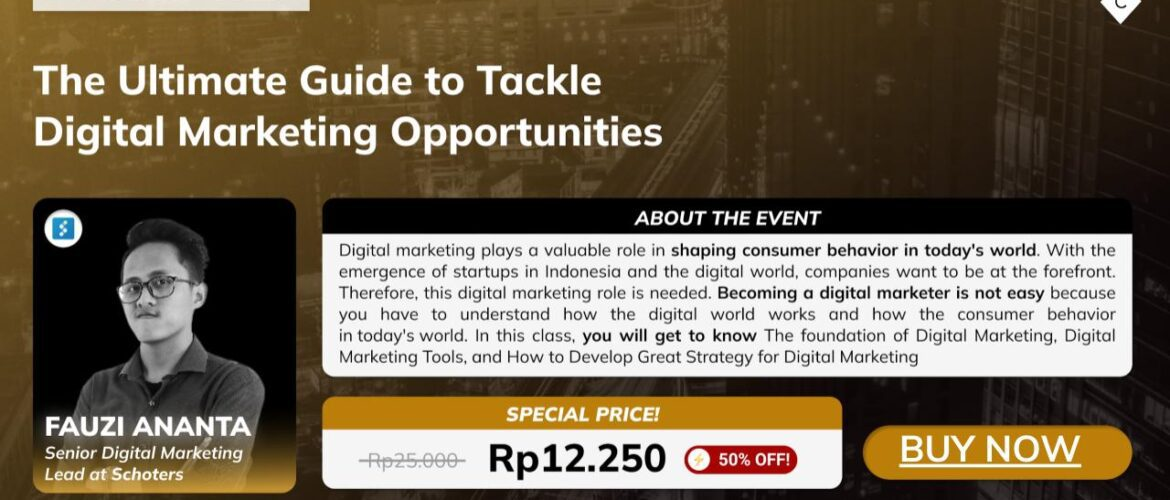 C
The Ultimate Guide to Tackle
Digital Marketing Opportunities
FAUZI ANANTA
Senior Digital Marketing
Lead at Schoters
ABOUT THE EVENT
Digital marketing plays a valuable role in shaping consumer behavior in today's world. With the
emergence of startups in Indonesia and the digital world, companies want to be at the forefront.
Therefore, this digital marketing role is needed. Becoming a digital marketer is not easy because
you have to understand how the digital world works and how the consumer behavior
in today's world. In this class, you will get to know The foundation of Digital Marketing, Digital
Marketing Tools, and How to Develop Great Strategy for Digital Marketing
SPECIAL PRICE!
Rp25.000 Rp12.250 50% OFF!
BUY NOW